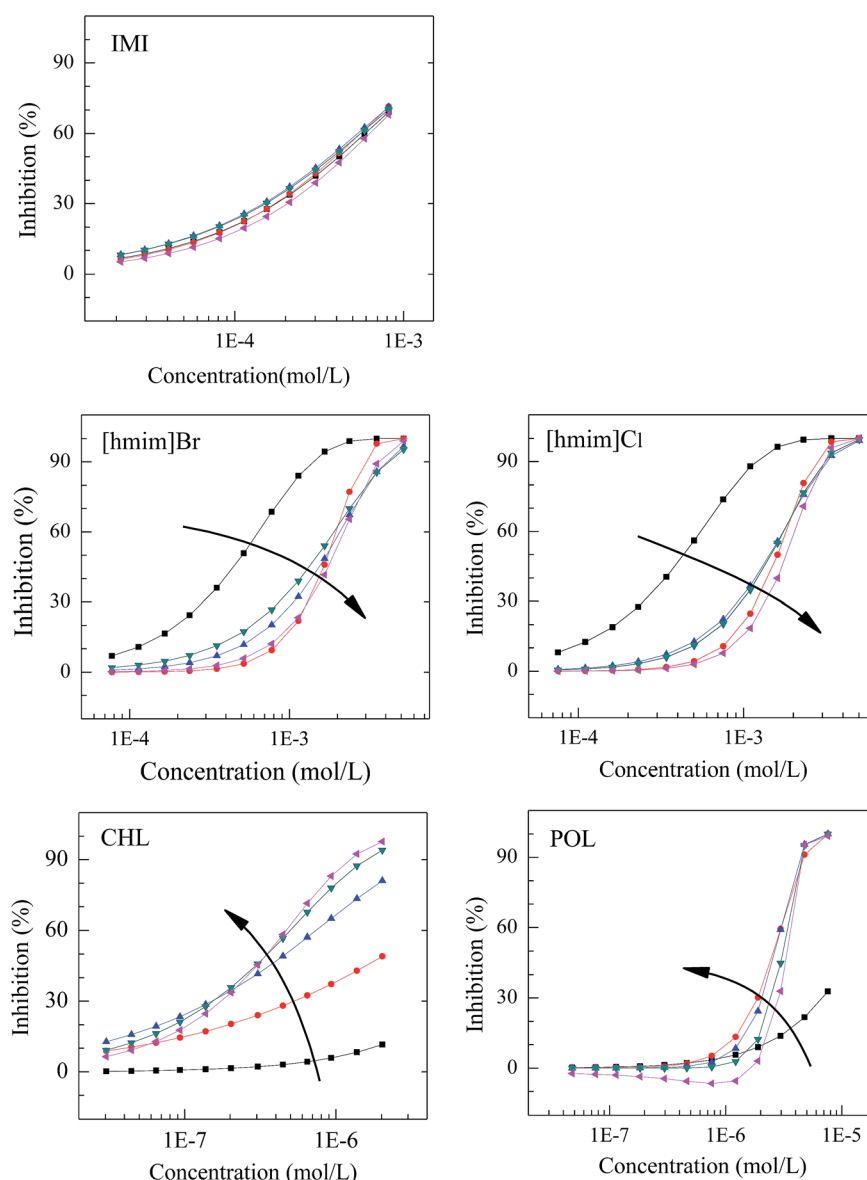 IMI
90
60
30
0
Inhibition (%)
1E-4
1E-3
Concentration(mol/L)
[hmim]Br
90
60
30
0
Inhibition (%)
1E-4
1E-3
Concentration (mol/L)
[hmim]Cl
90
60
30
0
Inhibition (%)
1E-4
1E-3
Concentration (mol/L)
CHL
90
60
30
0
Inhibition (%)
1E-7
1E-6
Concentration (mol/L)
POL
90
60
30
0
Inhibition (%)
1E-7
1E-6
1E-5
Concentration (mol/L)